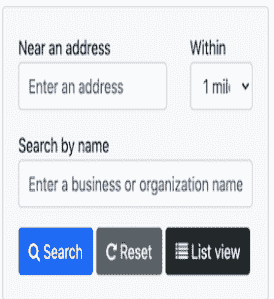 Near an address Within
Enter an address 1 mil
Search by name
Enter a business or organization name
Search Reset List view